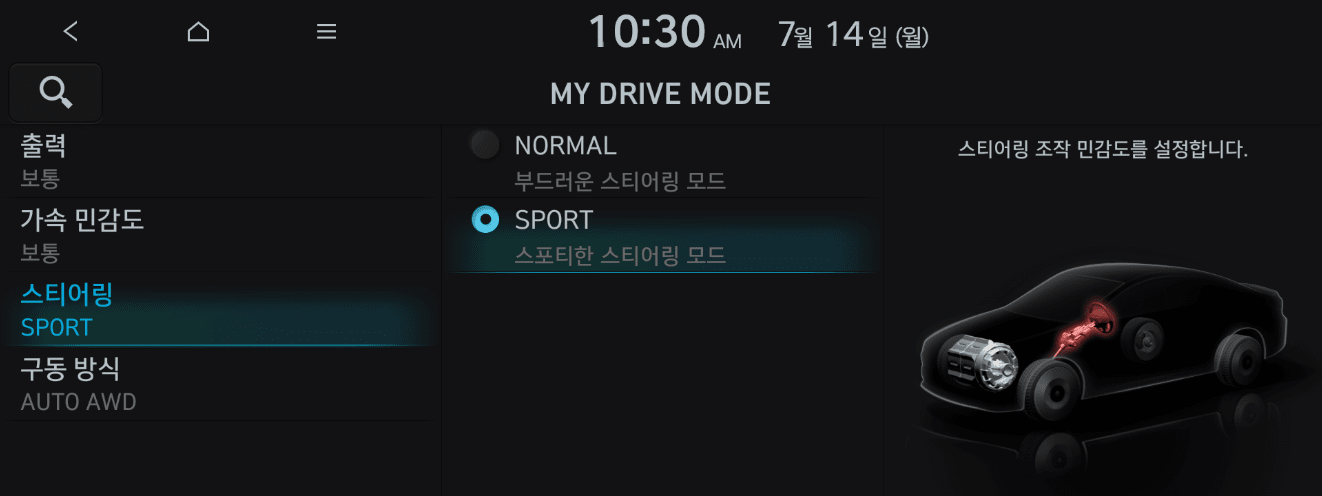 10:30 AM 7월 14일 (월)
MY DRIVE MODE
출력
보통
가속 민감도
보통
스티어링
SPORT
구동 방식
AUTO AWD
NORMAL
부드러운 스티어링 모드
SPORT
스포티한 스티어링 모드
스티어링 조작 민감도를 설정합니다.